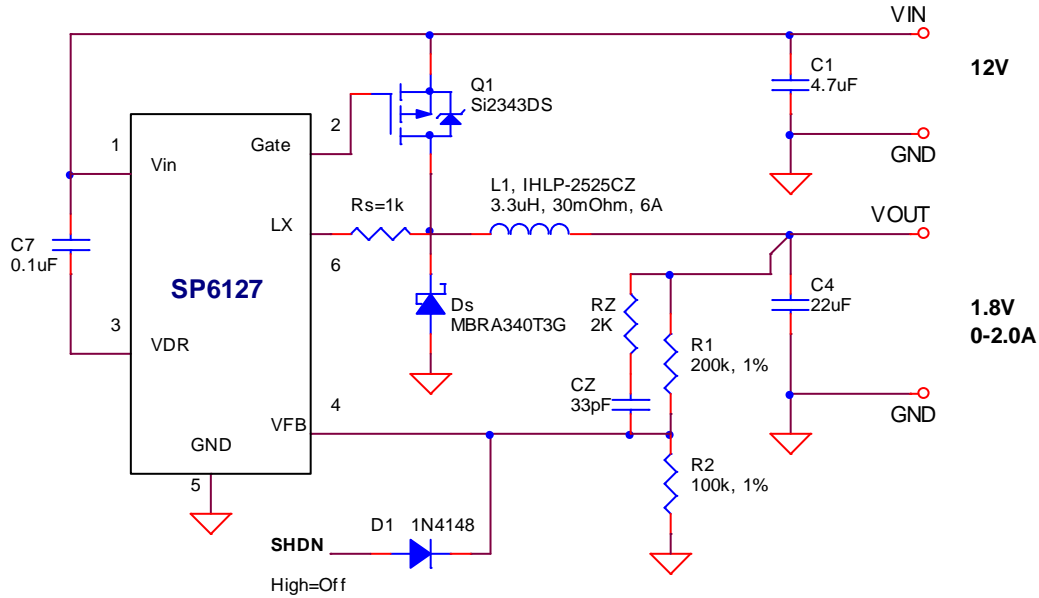 VIN
12V
C1
4.7uF
GND
Q1
Si2343DS
2
Gate
1
Vin
L1, IHLP-2525CZ
3.3uH, 30mOhm, 6A
Rs=1k
LX
6
VOUT
C7
0.1uF
SP6127
Ds
MBRA340T3G
RZ
2K
C4
22uF
1.8V
0-2.0A
3
VDR
R1
200k, 1%
CZ
33pF
4
VFB
GND
GND
5
R2
100k, 1%
D1
1N4148
SHDN
High=Off